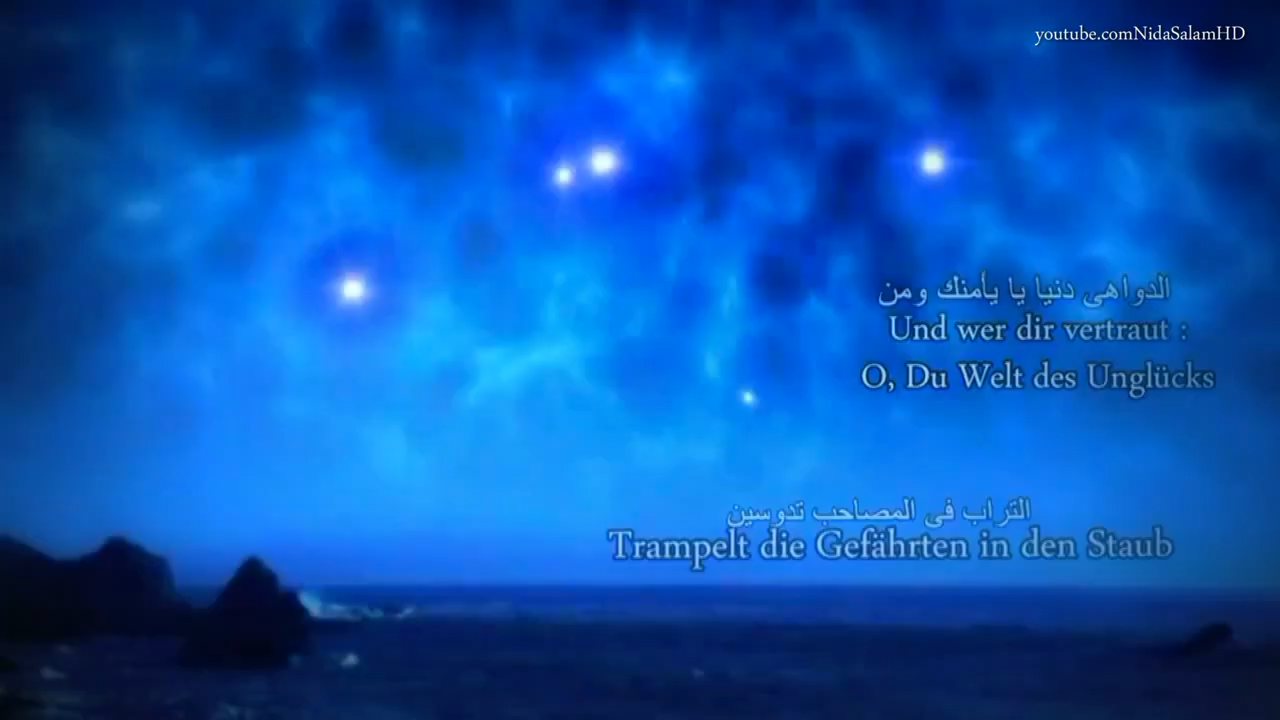 youtube.comNidaSalamHD
الدواهى دنيا يا يأمنك ومن
Und wer dir vertraut :
O, Du Welt des Unglücks
التراب فى المصاحب تدوسين
Trampelt die Gefährten in den Staub